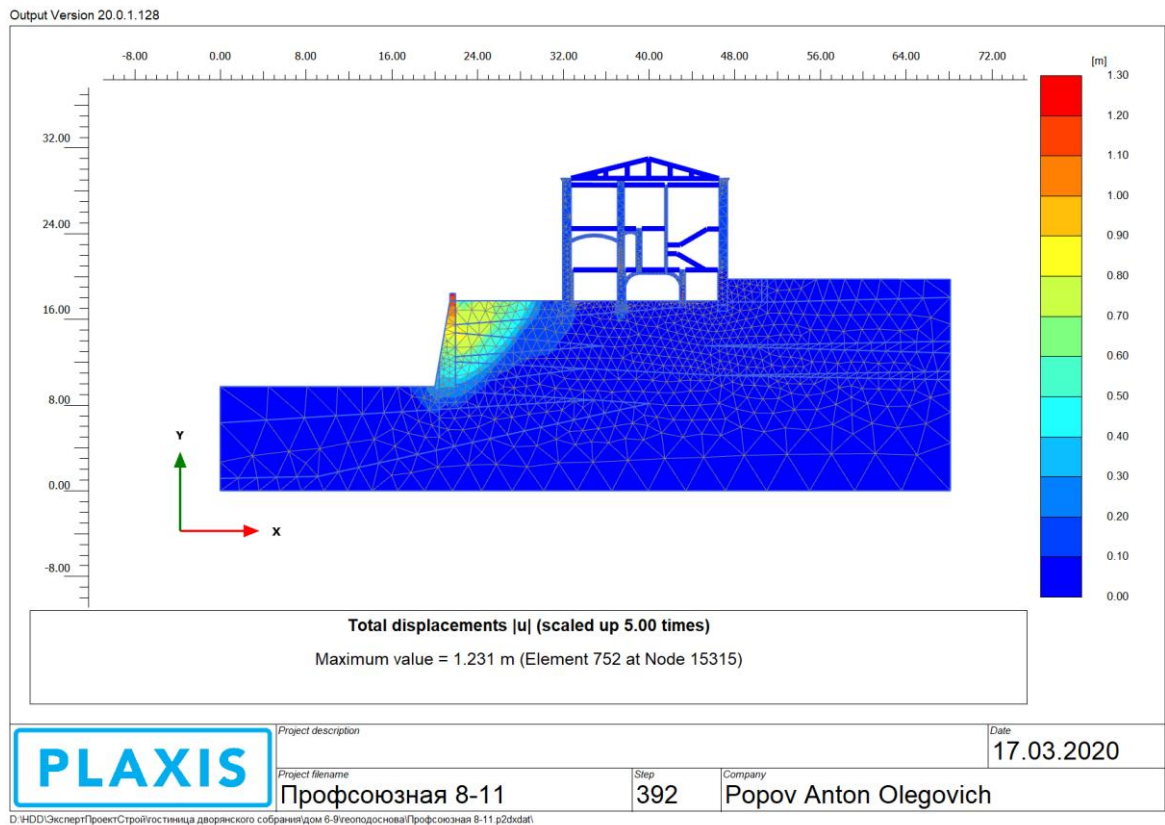 Output Version 20.0.1.128
-8.00 0.00 8.00 16.00 24.00 32.00 40.00 48.00 56.00 64.00 72.00
[m]
32.00
24.00
16.00
8.00
0.00
-8.00
Y
X
1.30
1.20
1.10
1.00
0.90
0.80
0.70
0.60
0.50
0.40
0.30
0.20
0.10
0.00
Total displacements |u| (scaled up 5.00 times)
Maximum value = 1.231 m (Element 752 at Node 15315)
PLAXIS
Project description
Date
17.03.2020
Project filename
Профсоюзная 8-11
Step
392
Company
Popov Anton Olegovich
D:\HDD\ЭкспертПроектСтрой\гостиница дворянского собрания\дом 6-9\геоподоснова\Профсоюзная 8-11.p2dxdat\